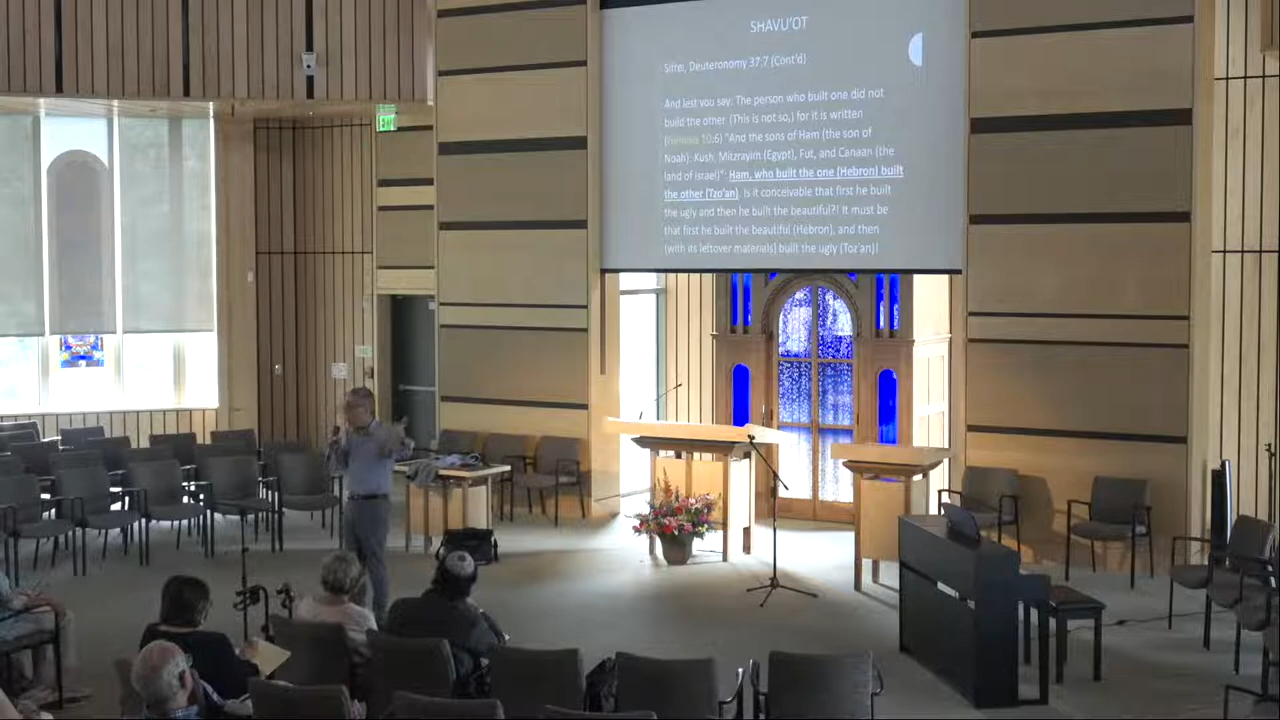 SHAVU'OT
Sifrei, Deuteronomy 37:7 (Cont'd)
And lest you say: The person who built one did not
build the other (This is not so,) for it is written
(Genesis 10:6) "And the sons of Ham (the son of
Noah): Kush, Mitzrayim (Egypt), Fut, and Canaan (the
land of Israel)": Ham, who built the one (Hebron) built
the other (Tzo'an). Is it conceivable that first he built
the ugly and then he built the beautiful?! It must be
that first he built the beautiful (Hebron), and then
(with its leftover materials) built the ugly (Toz'an)!
EXIT